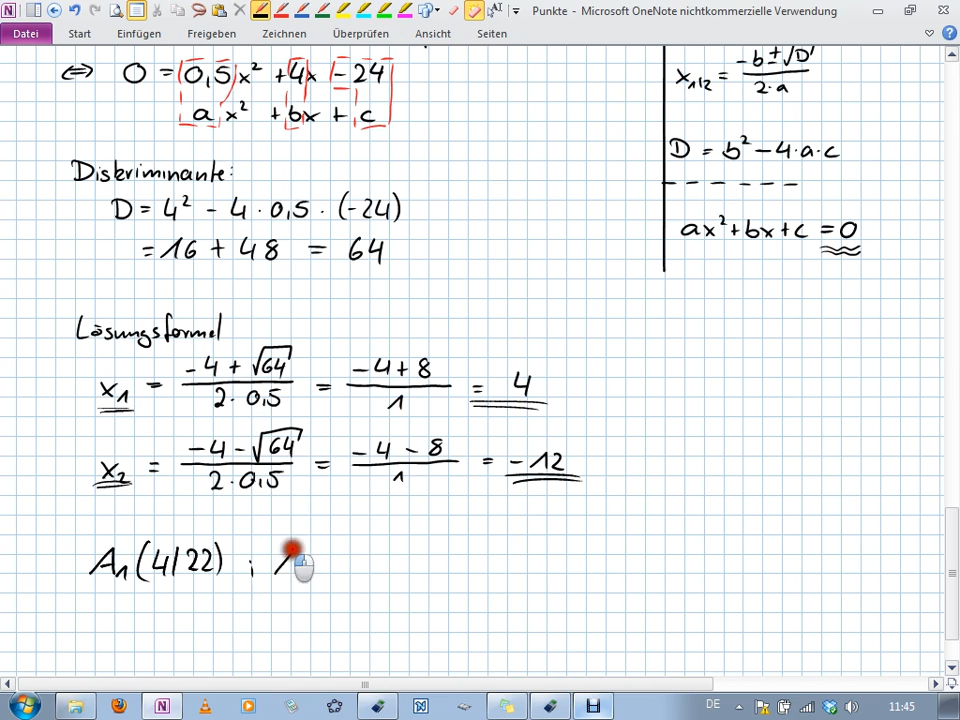 Punkte - Microsoft OneNote nichtkommerzielle Verwendung
Datei Start Einfügen Freigeben Zeichnen Überprüfen Ansicht Seiten
⇔ 0 = 0,5x² + 4x - 24
ax² + bx + c
Diskriminante:
D = 4² - 4 · 0,5 · (-24)
= 16 + 48 = 64
Lösungsformel
x₁ = (-4 + √64)/(2 · 0,5) = (-4 + 8)/1 = 4
x₂ = (-4 - √64)/(2 · 0,5) = (-4 - 8)/1 = -12
A₁(4/22) ;
x₁/₂ = (-b ± √D)/(2 · a)
D = b² - 4 · a · c
ax² + bx + c = 0
DE 11:45